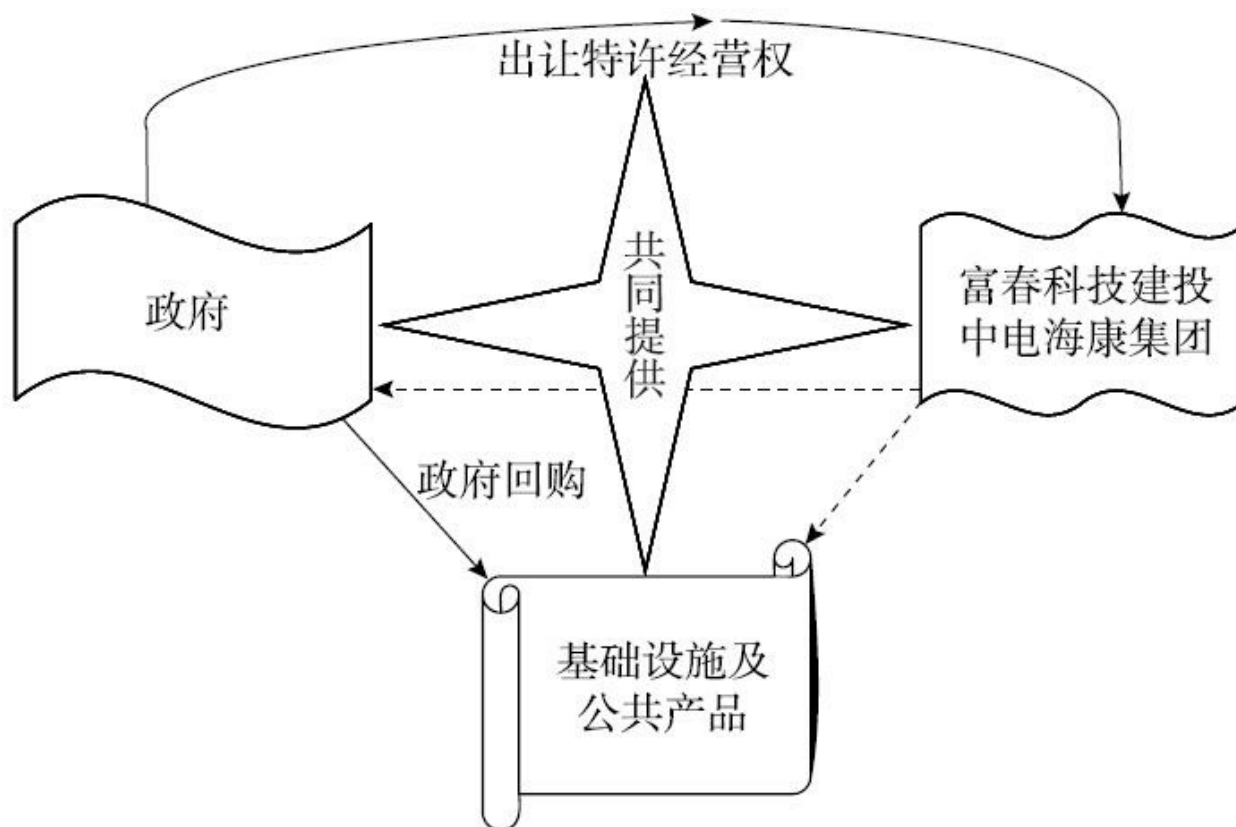 出让特许经营权
政府
共同提供
富春科技建投
中电海康集团
政府回购
基础设施及
公共产品